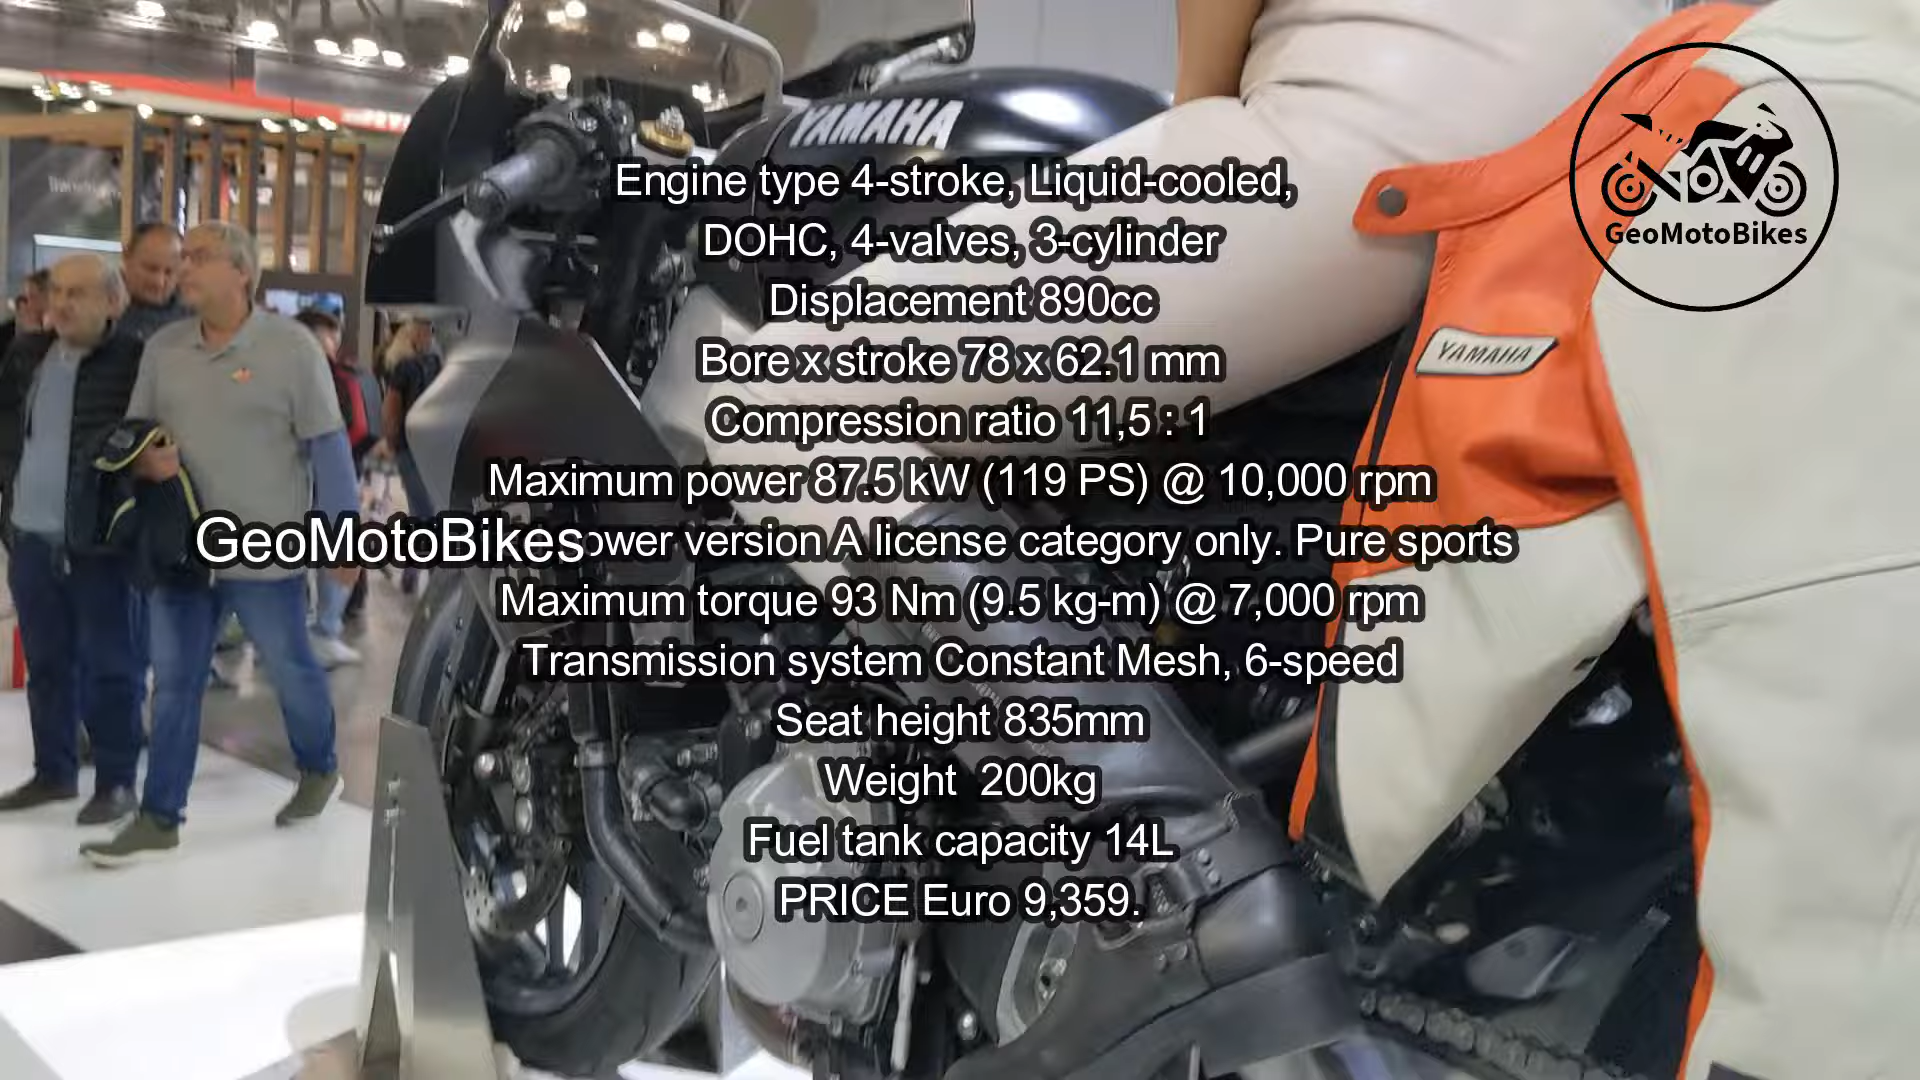 YAMAHA
GeoMotoBikes
YAMAHA
Engine type 4-stroke, Liquid-cooled,
DOHC, 4-valves, 3-cylinder
Displacement 890cc
Bore x stroke 78 x 62.1 mm
Compression ratio 11,5 : 1
Maximum power 87.5 kW (119 PS) @ 10,000 rpm
GeoMotoBikes
version A license category only. Pure sports
Maximum torque 93 Nm (9.5 kg-m) @ 7,000 rpm
Transmission system Constant Mesh, 6-speed
Seat height 835mm
Weight  200kg
Fuel tank capacity 14L
PRICE Euro 9,359.